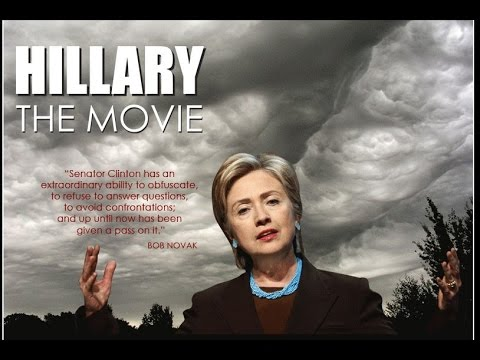 HILLARY
THE MOVIE
“Senator Clinton has an
extraordinary ability to obfuscate,
to refuse to answer questions,
to avoid confrontations;
and up until now has been
given a pass on it.”
BOB NOVAK